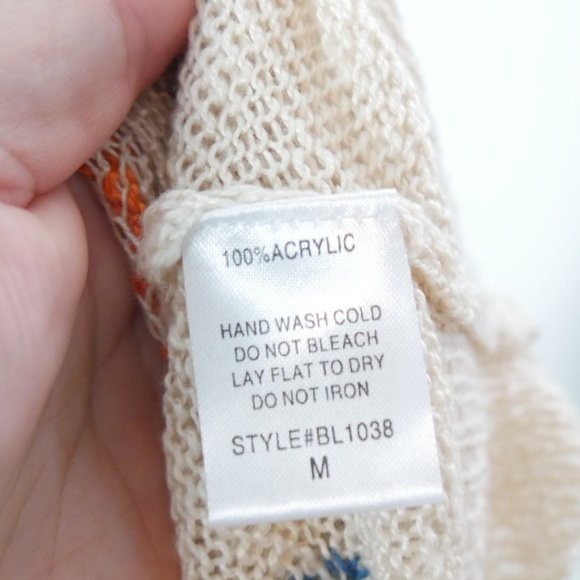 100%ACRYLIC
HAND WASH COLD
DO NOT BLEACH
LAY FLAT TO DRY
DO NOT IRON
STYLE#BL1038
M